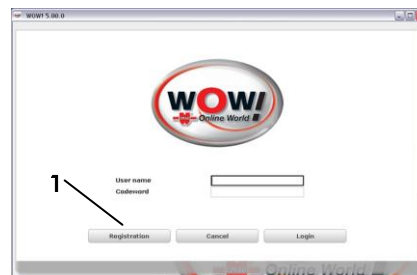 WOW! 5.00.0
WOW!
Online World
1
User name
Codeword
Registration Cancel Login
Online World